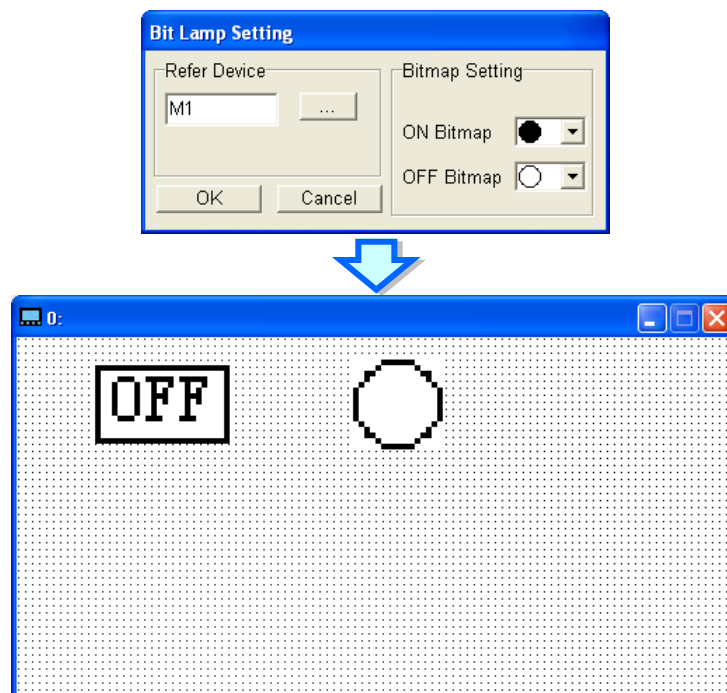 Bit Lamp Setting
Refer Device
M1
...
OK
Cancel
Bitmap Setting
ON Bitmap
OFF Bitmap
0:
OFF